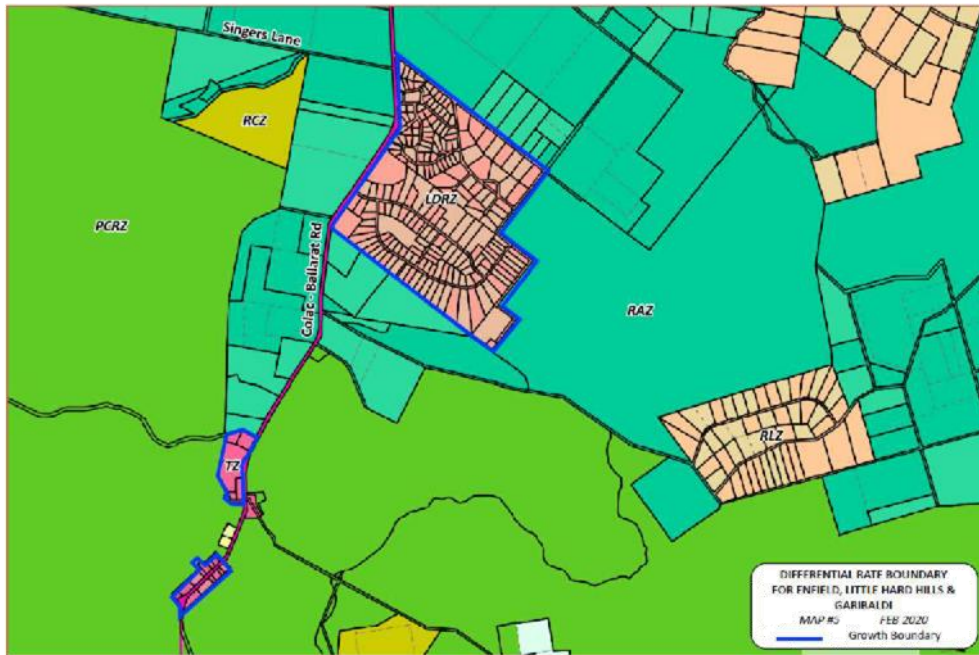 Singers Lane
RCZ
PCRZ
LDRZ
Colac - Ballarat Rd
RAZ
RLZ
TZ
DIFFERENTIAL RATE BOUNDARY
FOR ENFIELD, LITTLE HARD HILLS &
GARIBALDI
MAP #5 FEB 2020
Growth Boundary